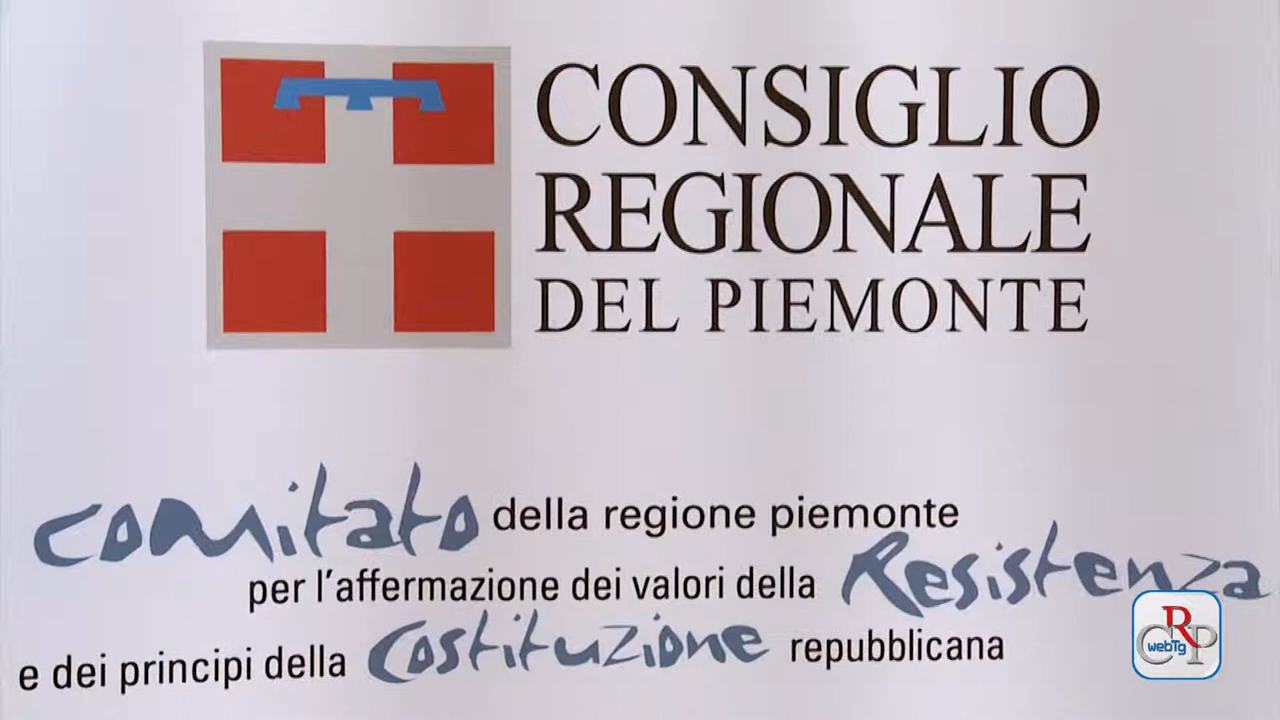 CONSIGLIO
REGIONALE
DEL PIEMONTE
comitato della regione piemonte
per l'affermazione dei valori della Resistenza
e dei principi della Costituzione repubblicana
CRP
webTg